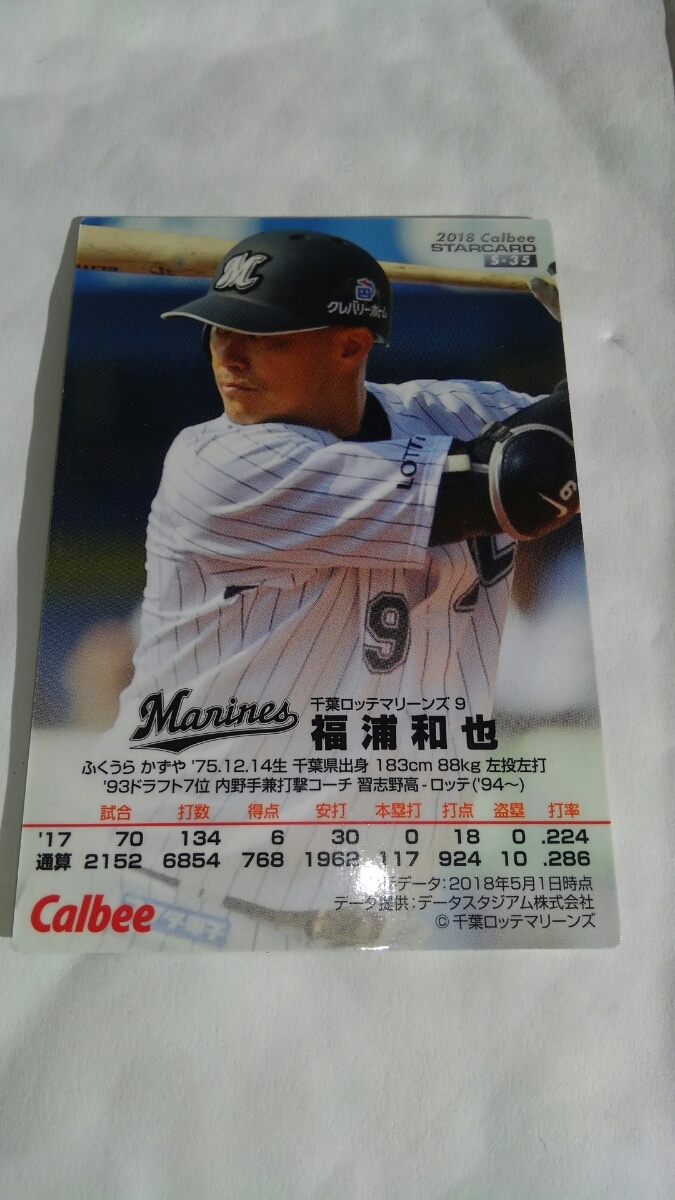 2018 Calbee
STARCARD
S-35
M
クレバリーホーム
LOTT
9
9
Marines
千葉ロッテマリーンズ 9
福浦和也
ふくうら かずや '75.12.14生 千葉県出身 183cm 88kg 左投左打
'93ドラフト7位 内野手兼打撃コーチ 習志野高-ロッテ('94〜)
試合 打数 得点 安打 本塁打 打点 盗塁 打率
'17 70 134 6 30 0 18 0 .224
通算 2152 6854 768 1962 117 924 10 .286
データ:2018年5月1日時点
データ提供:データスタジアム株式会社
© 千葉ロッテマリーンズ
Calbee